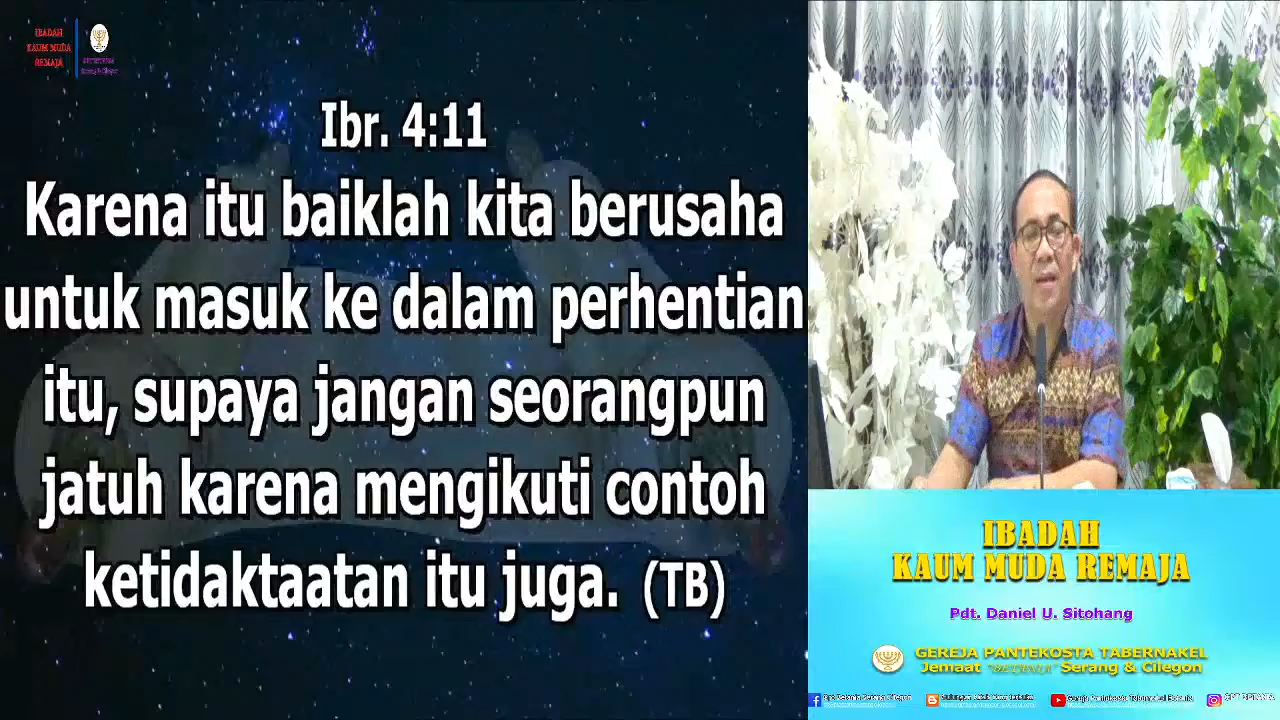 IBADAH
KAUM MUDA
REMAJA
Ibr. 4:11
Karena itu baiklah kita berusaha
untuk masuk ke dalam perhentian
itu, supaya jangan seorangpun
jatuh karena mengikuti contoh
ketidaktaatan itu juga. (TB)
IBADAH
KAUM MUDA REMAJA
Pdt. Daniel U. Sitohang
GEREJA PANTEKOSTA TABERNAKEL
Jemaat "BETANIA" Serang & Cilegon